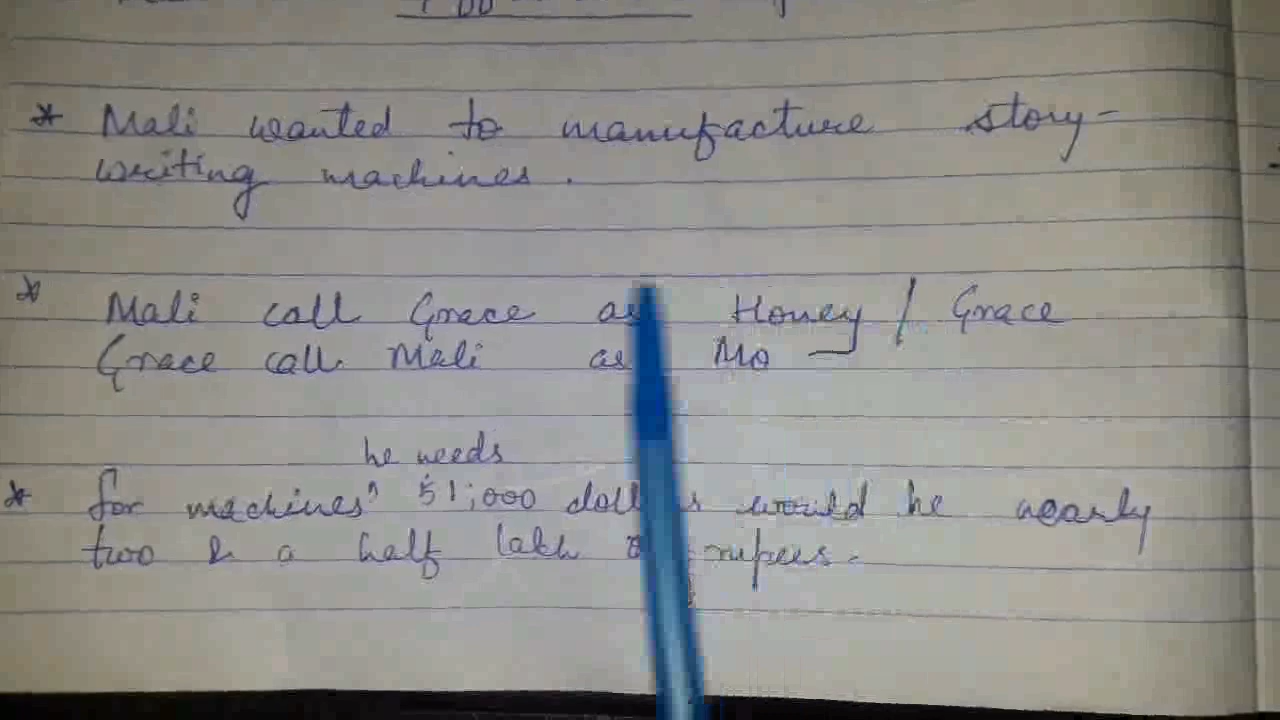 * Mali wanted to manufacture story-
writing machines.
* Mali call Grace as Honey / Grace
Grace call Mali as Mo
he needs
* for machines, 51,000 dollars would be nearly
two & a half lakh rupees.